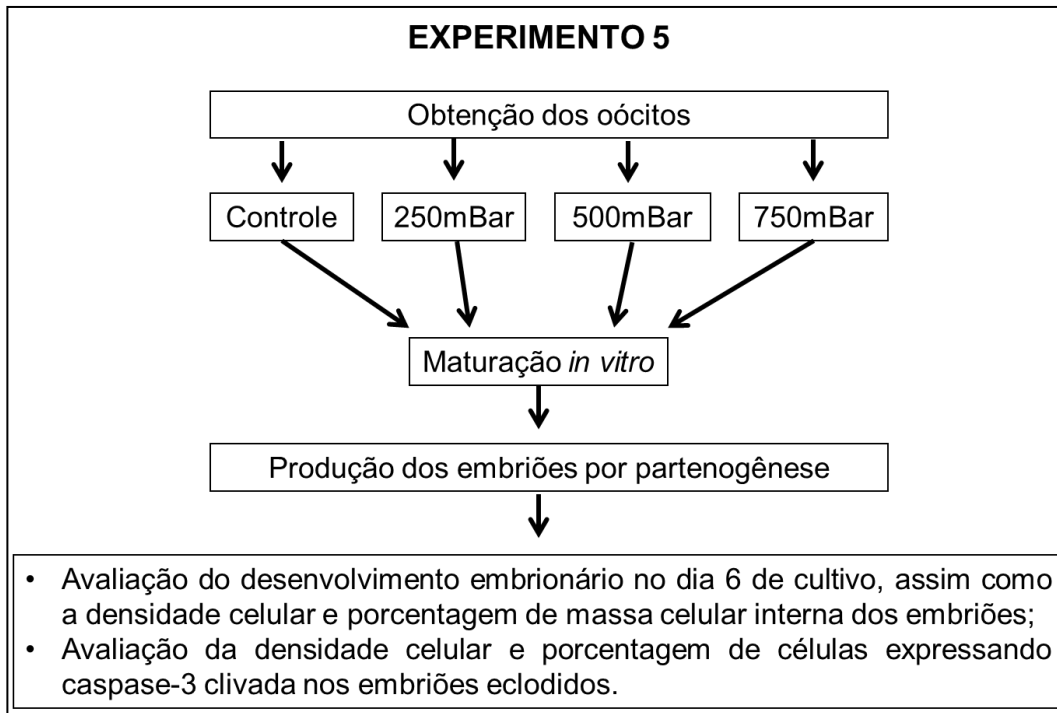 EXPERIMENTO 5
Obtenção dos oócitos
Controle
250mBar
500mBar
750mBar
Maturação in vitro
Produção dos embriões por partenogênese
• Avaliação do desenvolvimento embrionário no dia 6 de cultivo, assim como
a densidade celular e porcentagem de massa celular interna dos embriões;
• Avaliação da densidade celular e porcentagem de células expressando
caspase-3 clivada nos embriões eclodidos.